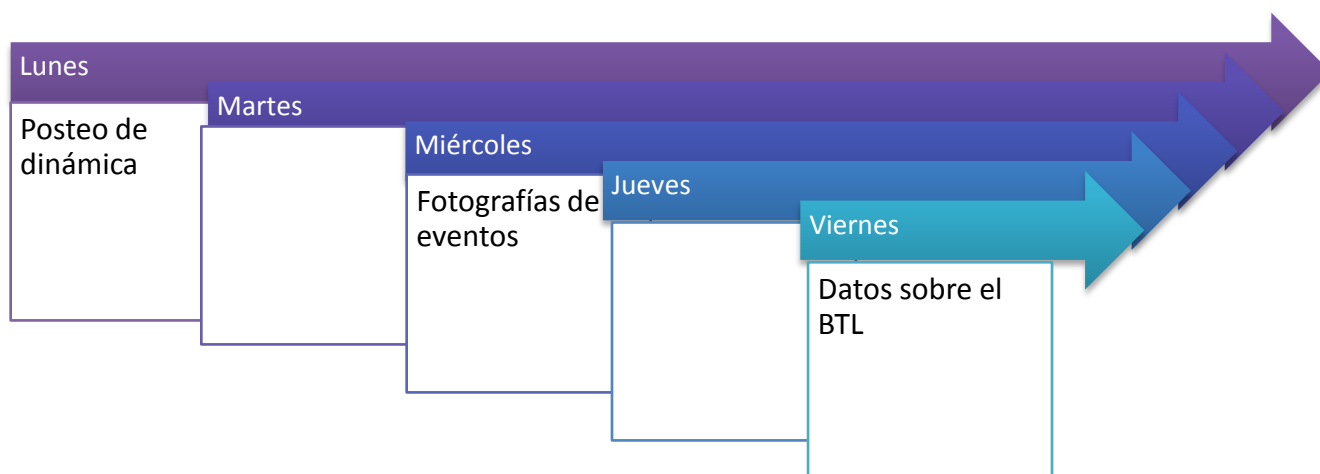 Lunes
Posteo de
dinámica
Martes
Miércoles
Fotografías de
eventos
Jueves
Viernes
Datos sobre el
BTL